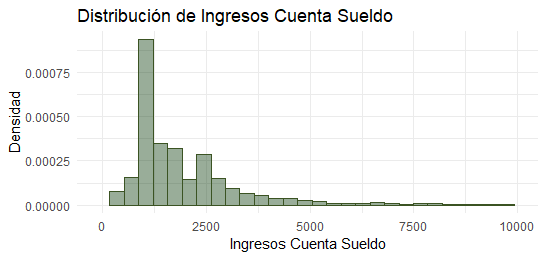 Distribución de Ingresos Cuenta Sueldo
Densidad
0.00075
0.00050
0.00025
0.00000
0 2500 5000 7500 10000
Ingresos Cuenta Sueldo